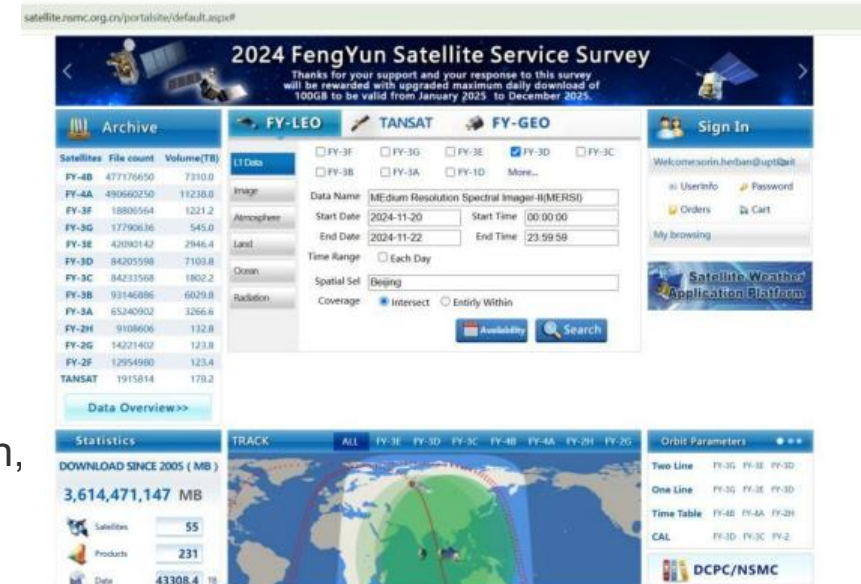 satellite.nsmc.org.cn/portalsite/default.aspx#
2024 FengYun Satellite Service Survey
Thanks for your support and your response to this survey
will be rewarded with upgraded maximum daily download of
100GB to be valid from January 2025 to December 2025.
Archive
Satellites File count Volume(TB)
FY-4B 477176650 7310.0
FY-4A 490660250 11238.0
FY-3F 18806564 1221.2
FY-3G 17790636 545.0
FY-3E 42090142 2946.4
FY-3D 84205598 7103.8
FY-3C 84233568 1802.2
FY-3B 93146886 6029.8
FY-3A 65240902 3266.6
FY-2H 9108606 132.8
FY-2G 14221402 123.8
FY-2F 12954980 123.4
TANSAT 1915814 178.2
Data Overview>>
FY-LEO TANSAT FY-GEO
L1 Data
Image
Atmosphere
Land
Ocean
Radiation
FY-3F FY-3G FY-3E FY-3D FY-3C
FY-3B FY-3A FY-1D More...
Data Name MEdium Resolution Spectral Imager-II(MERSI)
Start Date 2024-11-20 Start Time 00:00:00
End Date 2024-11-22 End Time 23:59:59
Time Range Each Day
Spatial Sel Beijing
Coverage Intersect Entirly Within
Availability Search
Sign In
UserInfo Password
Orders Cart
My browsing
Satellite Weather
Application Platform
n,
Statistics
DOWNLOAD SINCE 2005 ( MB )
3,614,471,147 MB
Satellites 55
Products 231
Data 43308.4 TB
TRACK ALL FY-3E FY-3D FY-3C FY-4B FY-4A FY-2H FY-2G
Orbit Parameters
Two Line FY-3G FY-3E FY-3D
One Line FY-3G FY-3E FY-3D
Time Table FY-4B FY-4A FY-2H
CAL FY-3D FY-3C FY-2
DCPC/NSMC